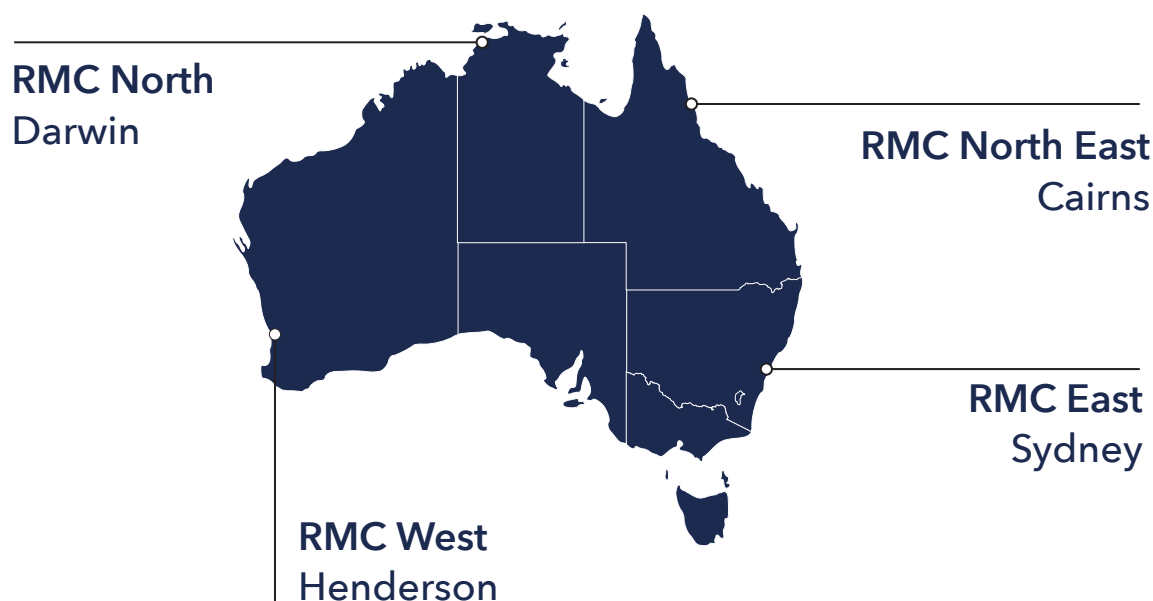 RMC North
Darwin
RMC North East
Cairns
RMC East
Sydney
RMC West
Henderson